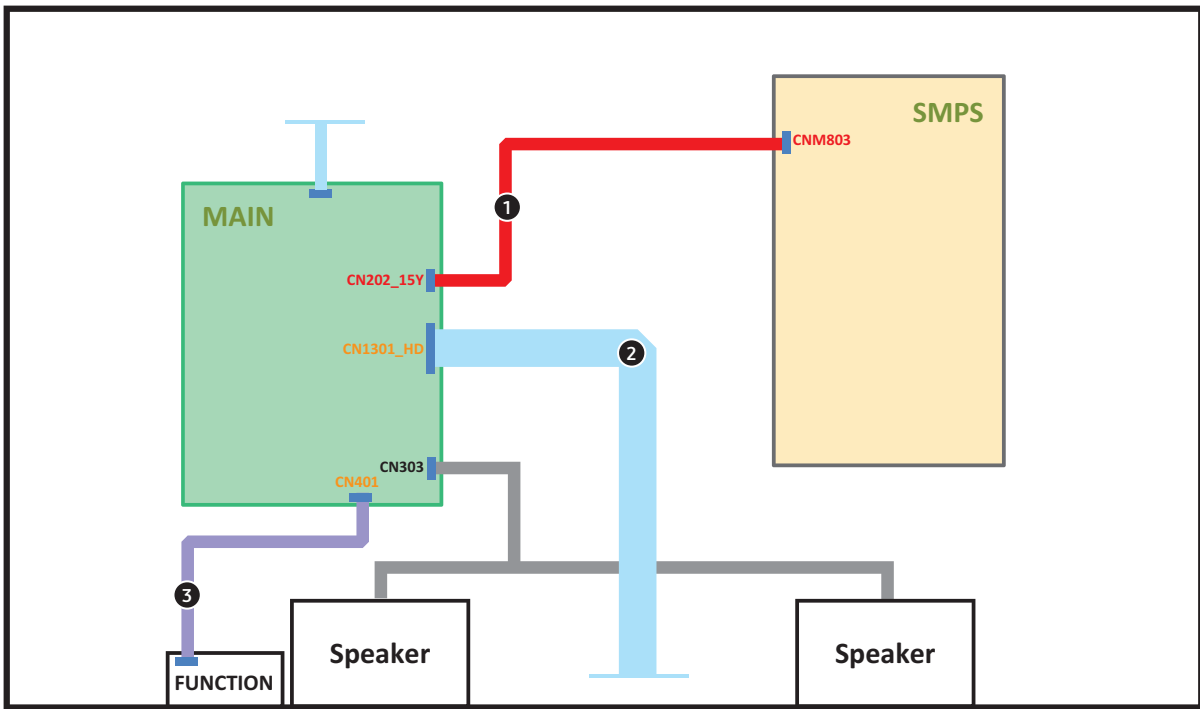 SMPS
CNM803
MAIN
1
CN202_15Y
CN1301_HD
2
CN303
CN401
3
Speaker
Speaker
FUNCTION